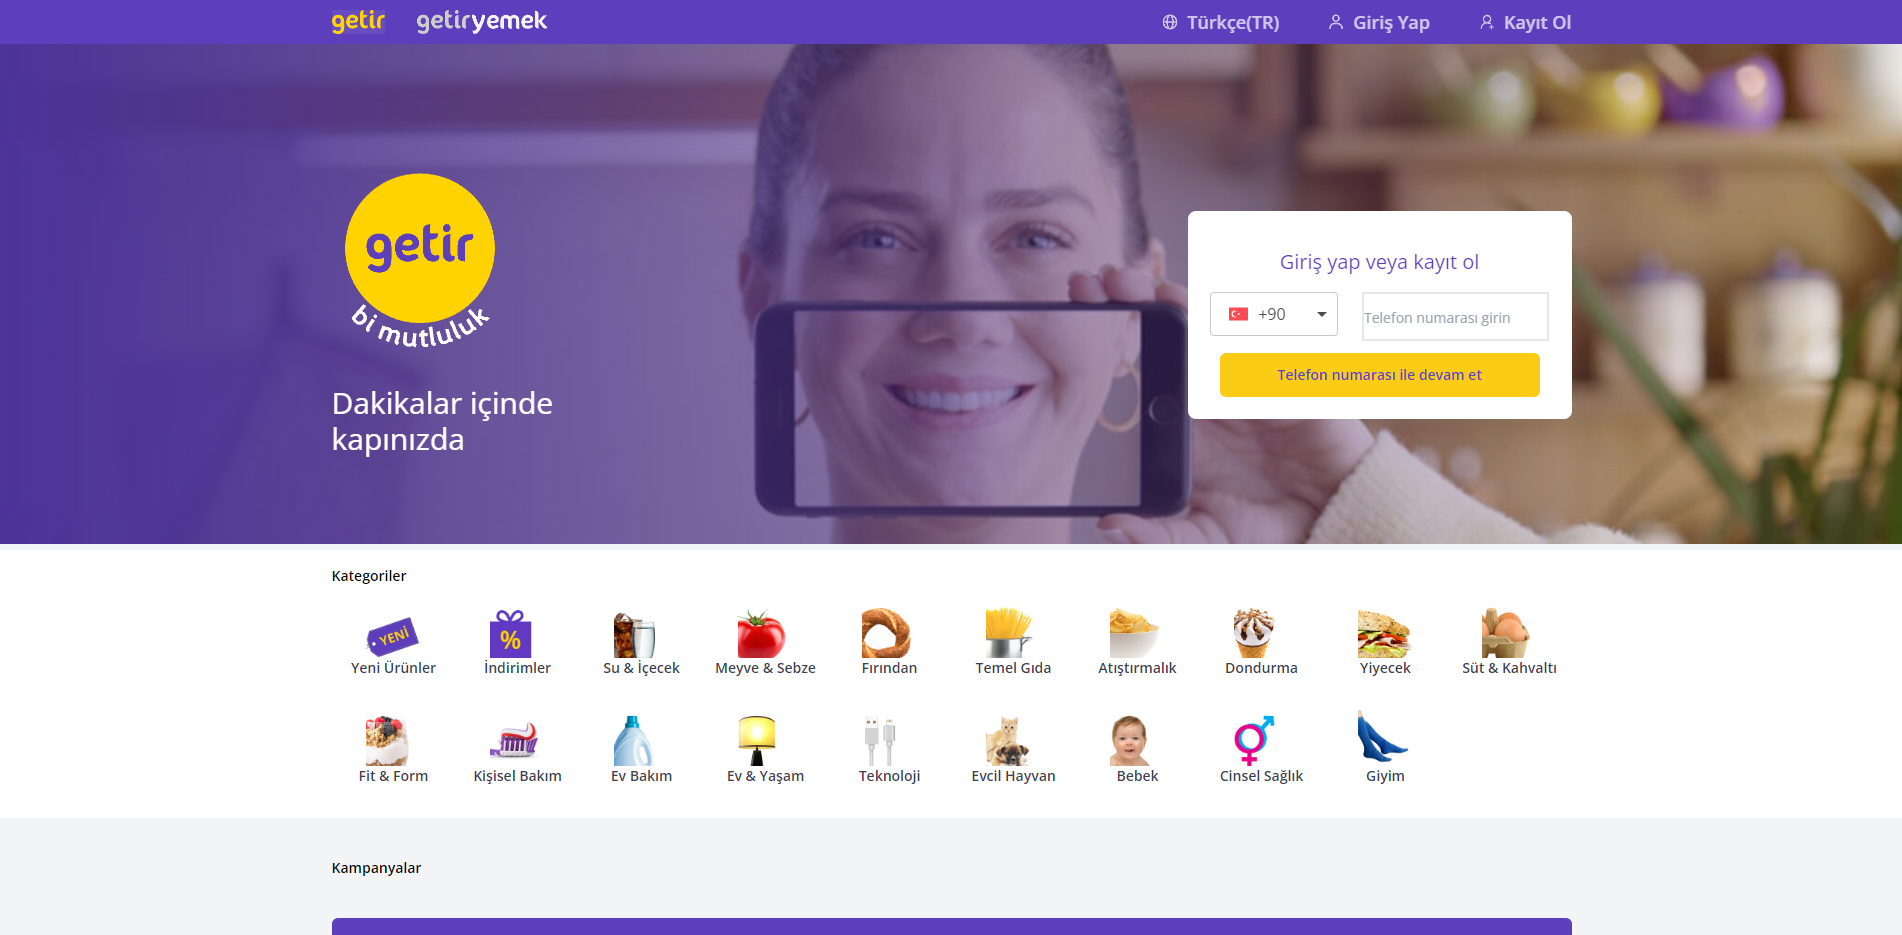 getir
getiryemek
Türkçe(TR)
Giriş Yap
Kayıt Ol
getir
bi mutluluk
Dakikalar içinde
kapınızda
Giriş yap veya kayıt ol
+90
Telefon numarası girin
Telefon numarası ile devam et
Kategoriler
YENİ
%
Yeni Ürünler
İndirimler
Su & İçecek
Meyve & Sebze
Fırından
Temel Gıda
Atıştırmalık
Dondurma
Yiyecek
Süt & Kahvaltı
Fit & Form
Kişisel Bakım
Ev Bakım
Ev & Yaşam
Teknoloji
Evcil Hayvan
Bebek
Cinsel Sağlık
Giyim
Kampanyalar